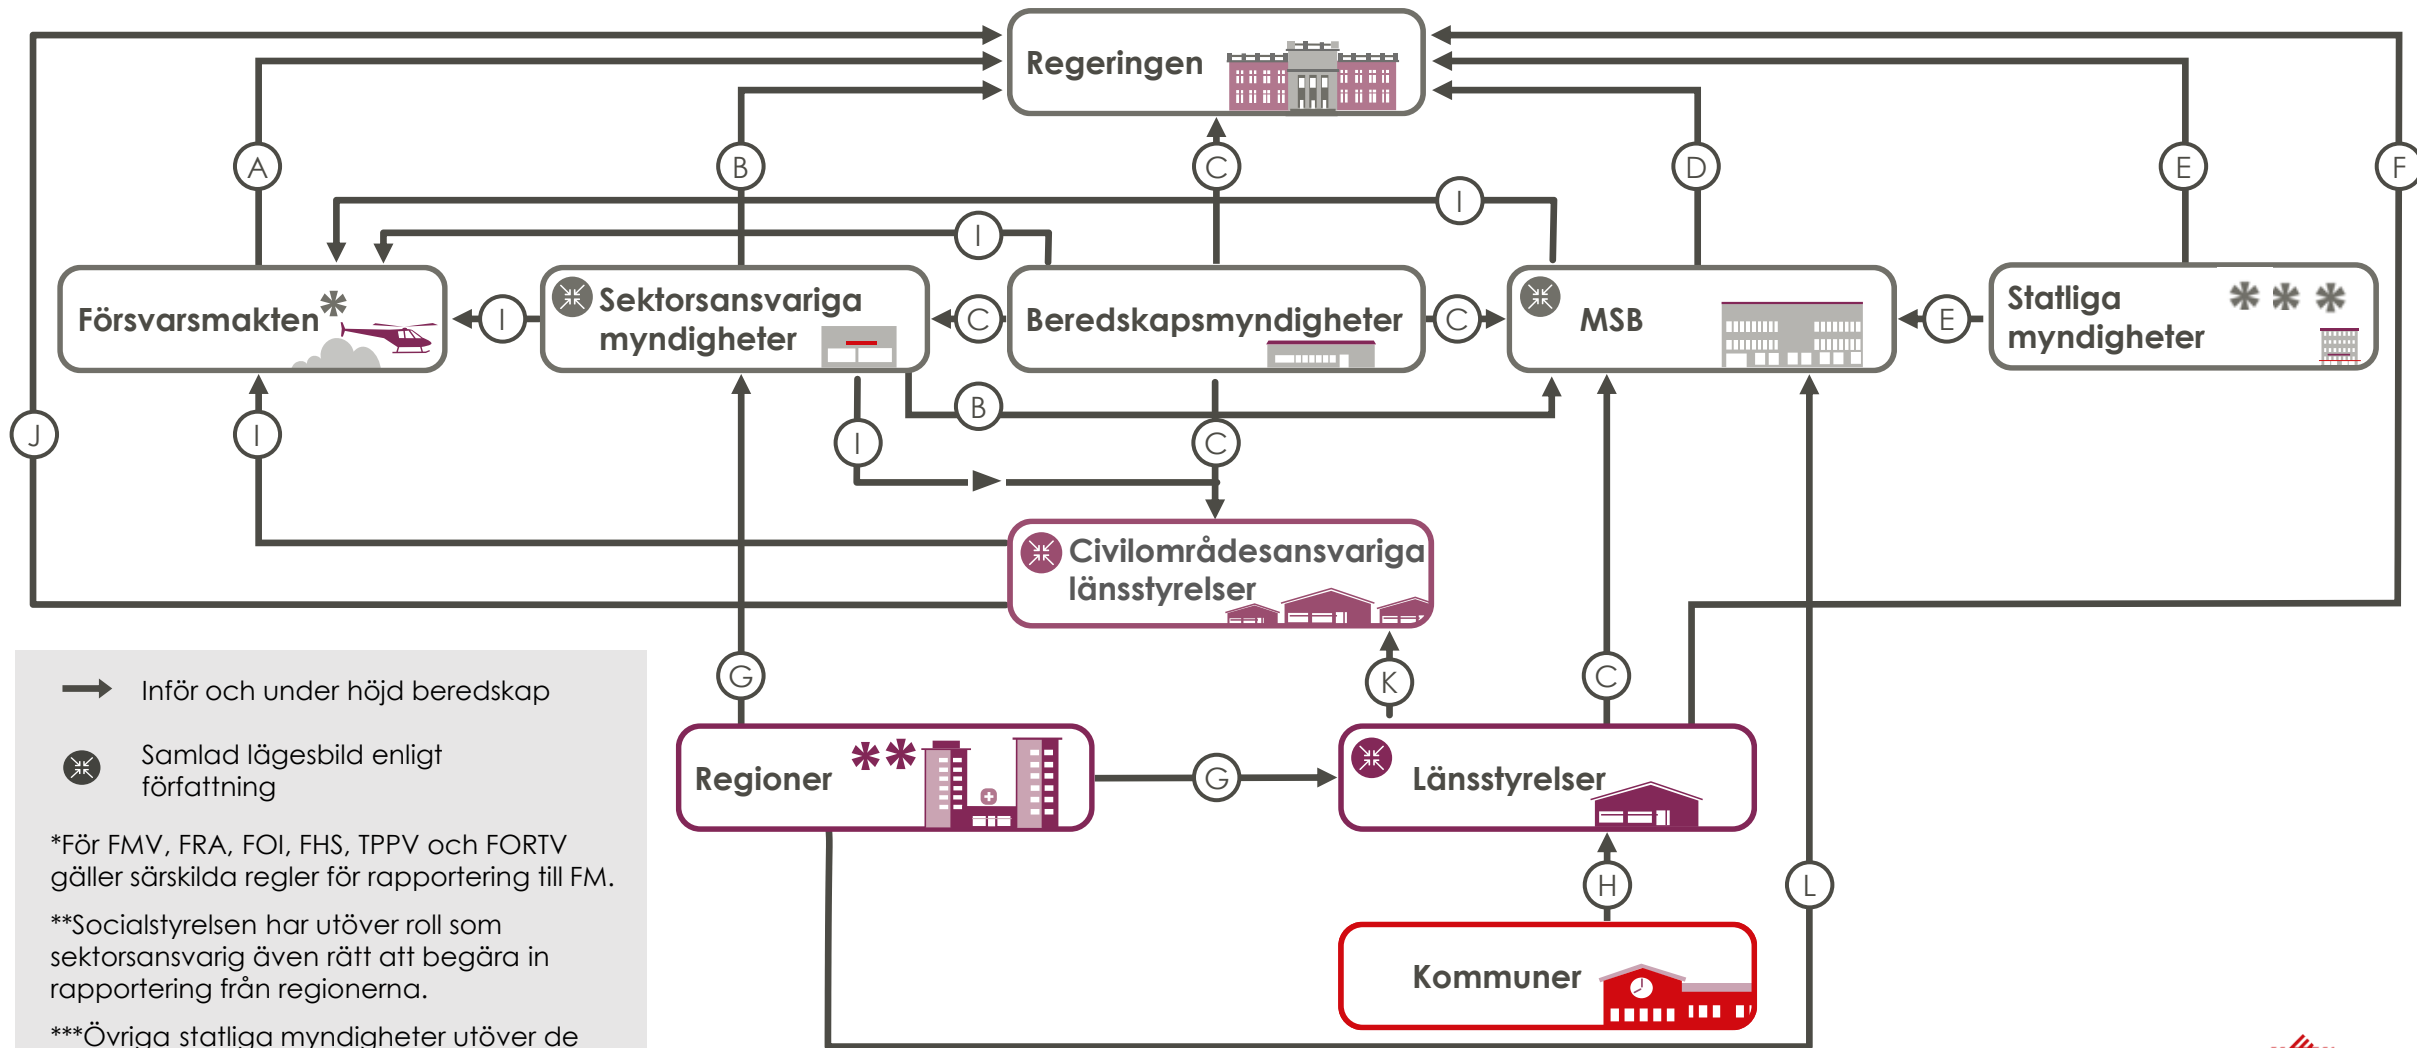 Regeringen
A
B
C
D
E
F
I
I
Försvarsmakten*
I
Sektorsansvariga
myndigheter
C
Beredskapsmyndigheter
C
MSB
E
Statliga
myndigheter
* * *
J
I
I
B
C
Civilområdesansvariga
länsstyrelser
G
K
C
Regioner
**
G
Länsstyrelser
H
L
Kommuner
Inför och under höjd beredskap
Samlad lägesbild enligt
författning
*För FMV, FRA, FOI, FHS, TPPV och FORTV
gäller särskilda regler för rapportering till FM.
**Socialstyrelsen har utöver roll som
sektorsansvarig även rätt att begära in
rapportering från regionerna.
***Övriga statliga myndigheter utöver de